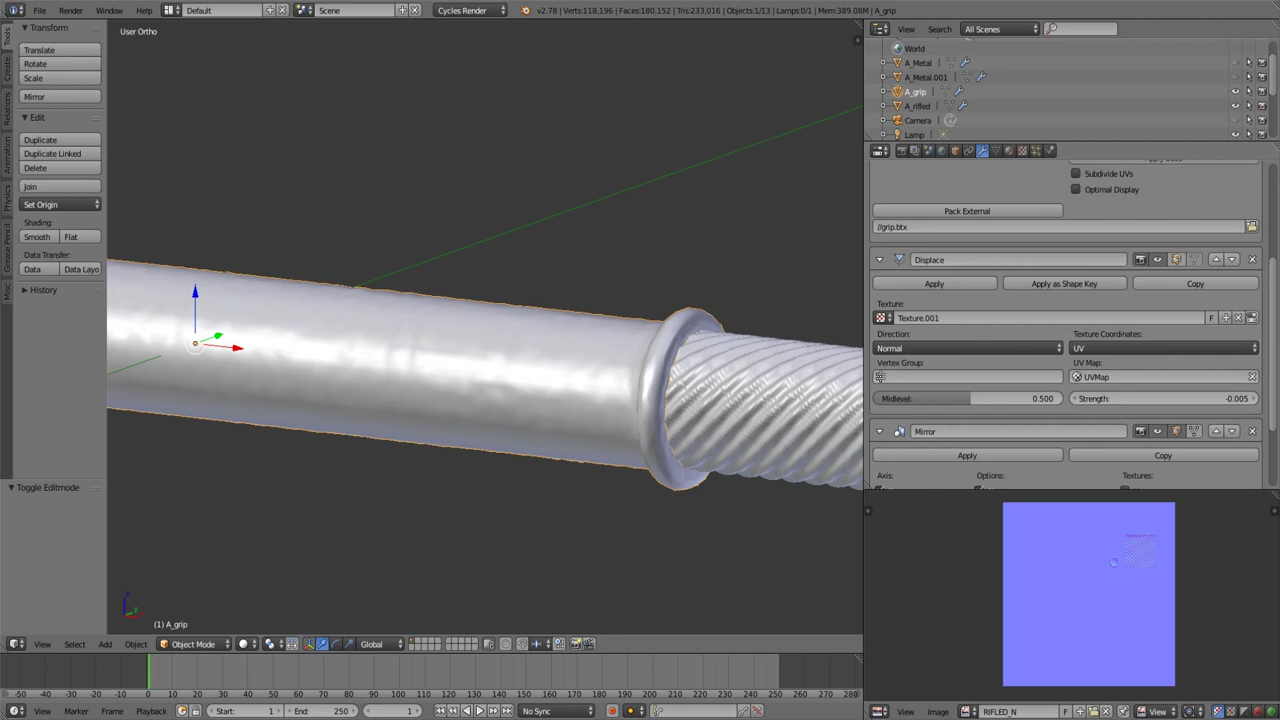 File Render Window Help Default Scene Cycles Render v2.78 | Verts:118,196 | Faces:180,152 | Tris:233,016 | Objects:1/13 | Lamps:0/1 | Mem:389.08M | A_grip
Tools
Create
Relations
Animation
Physics
Grease Pencil
Misc
Transform
Translate
Rotate
Scale
Mirror
Edit
Duplicate
Duplicate Linked
Delete
Join
Set Origin
Shading:
Smooth Flat
Data Transfer:
Data Data Layo
History
Toggle Editmode
User Ortho
(1) A_grip
View Select Add Object Object Mode Global
-50 -40 -30 -20 -10 0 10 20 30 40 50 60 70 80 90 100 110 120 130 140 150 160 170 180 190 200 210 220 230 240 250 260 270 280
View Marker Frame Playback Start: 1 End: 250 1 No Sync
View Search All Scenes
World
A_Metal
A_Metal.001
A_grip
A_rifled
Camera
Lamp
Subdivide UVs
Optimal Display
Pack External
//grip.btx
Displace
Apply Apply as Shape Key Copy
Texture:
Texture.001 F
Direction: Texture Coordinates:
Normal UV
Vertex Group: UV Map:
UVMap
Midlevel: 0.500 Strength: -0.005
Mirror
Apply Copy
Axis: Options: Textures:
View Image RIFLED_N F View